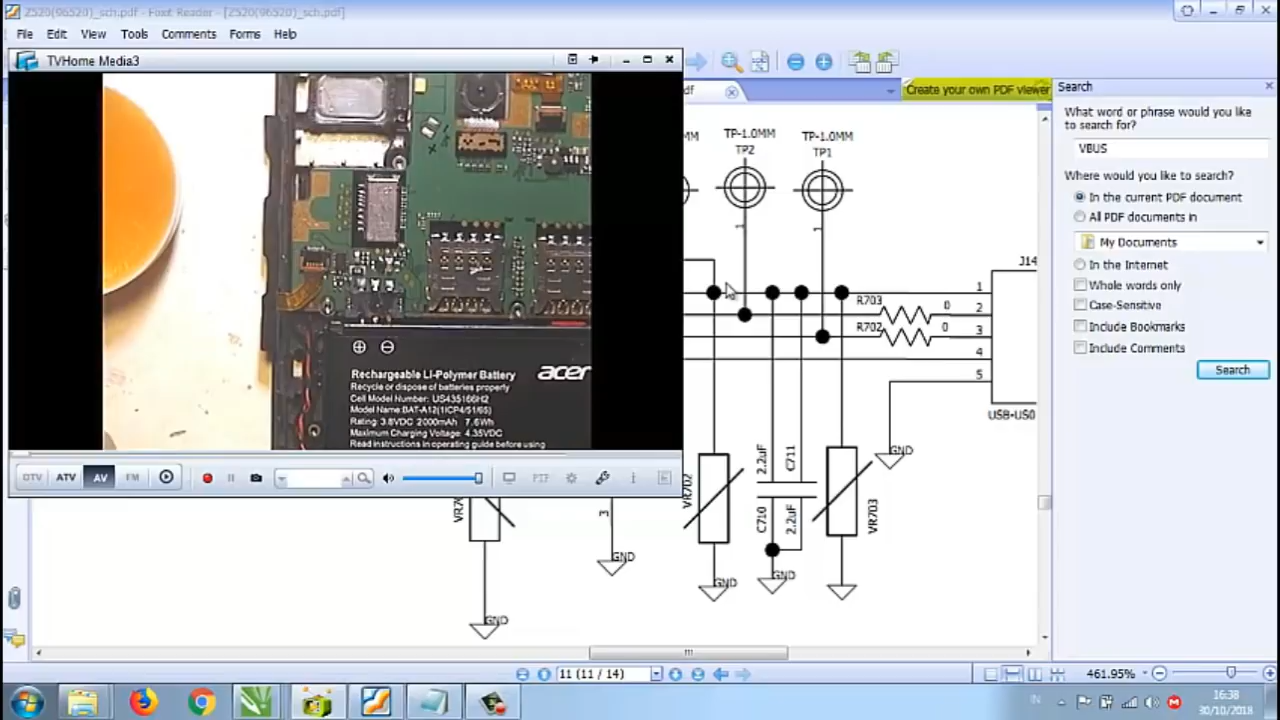 Z520(96520)_sch.pdf - Foxit Reader - [Z520(96520)_sch.pdf]
File Edit View Tools Comments Forms Help
TVHome Media3
df
Create your own PDF viewer
Search
What word or phrase would you like
to search for?
VBUS
Where would you like to search?
In the current PDF document
All PDF documents in
My Documents
In the Internet
Whole words only
Case-Sensitive
Include Bookmarks
Include Comments
Search
MM
TP-1.0MM
TP2
TP-1.0MM
TP1
1
1
J14
1
R703
0
2
R702
0
3
4
5
USB-US0
GND
VR702
2.2uF
C711
C710
2.2uF
VR703
3
GND
GND
GND
GND
Rechargeable Li-Polymer Battery
acer
Recycle or dispose of batteries properly
Cell Model Number: US435166H2
Model Name:BAT-A12(1ICP4/51/65)
Rating: 3.8VDC 2000mAh 7.6Wh
Maximum Charging Voltage: 4.35VDC
Read instructions in operating guide before using
DTV ATV AV FM
PIP
11 (11 / 14)
461.95%
IN
16:38
30/10/2018